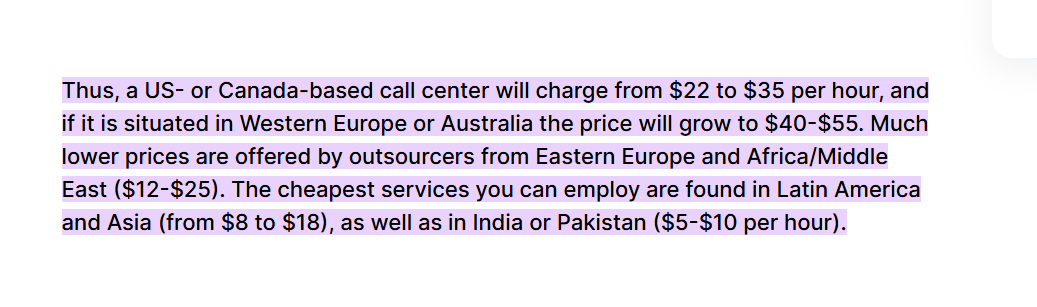 Thus, a US- or Canada-based call center will charge from $22 to $35 per hour, and
if it is situated in Western Europe or Australia the price will grow to $40-$55. Much
lower prices are offered by outsourcers from Eastern Europe and Africa/Middle
East ($12-$25). The cheapest services you can employ are found in Latin America
and Asia (from $8 to $18), as well as in India or Pakistan ($5-$10 per hour).